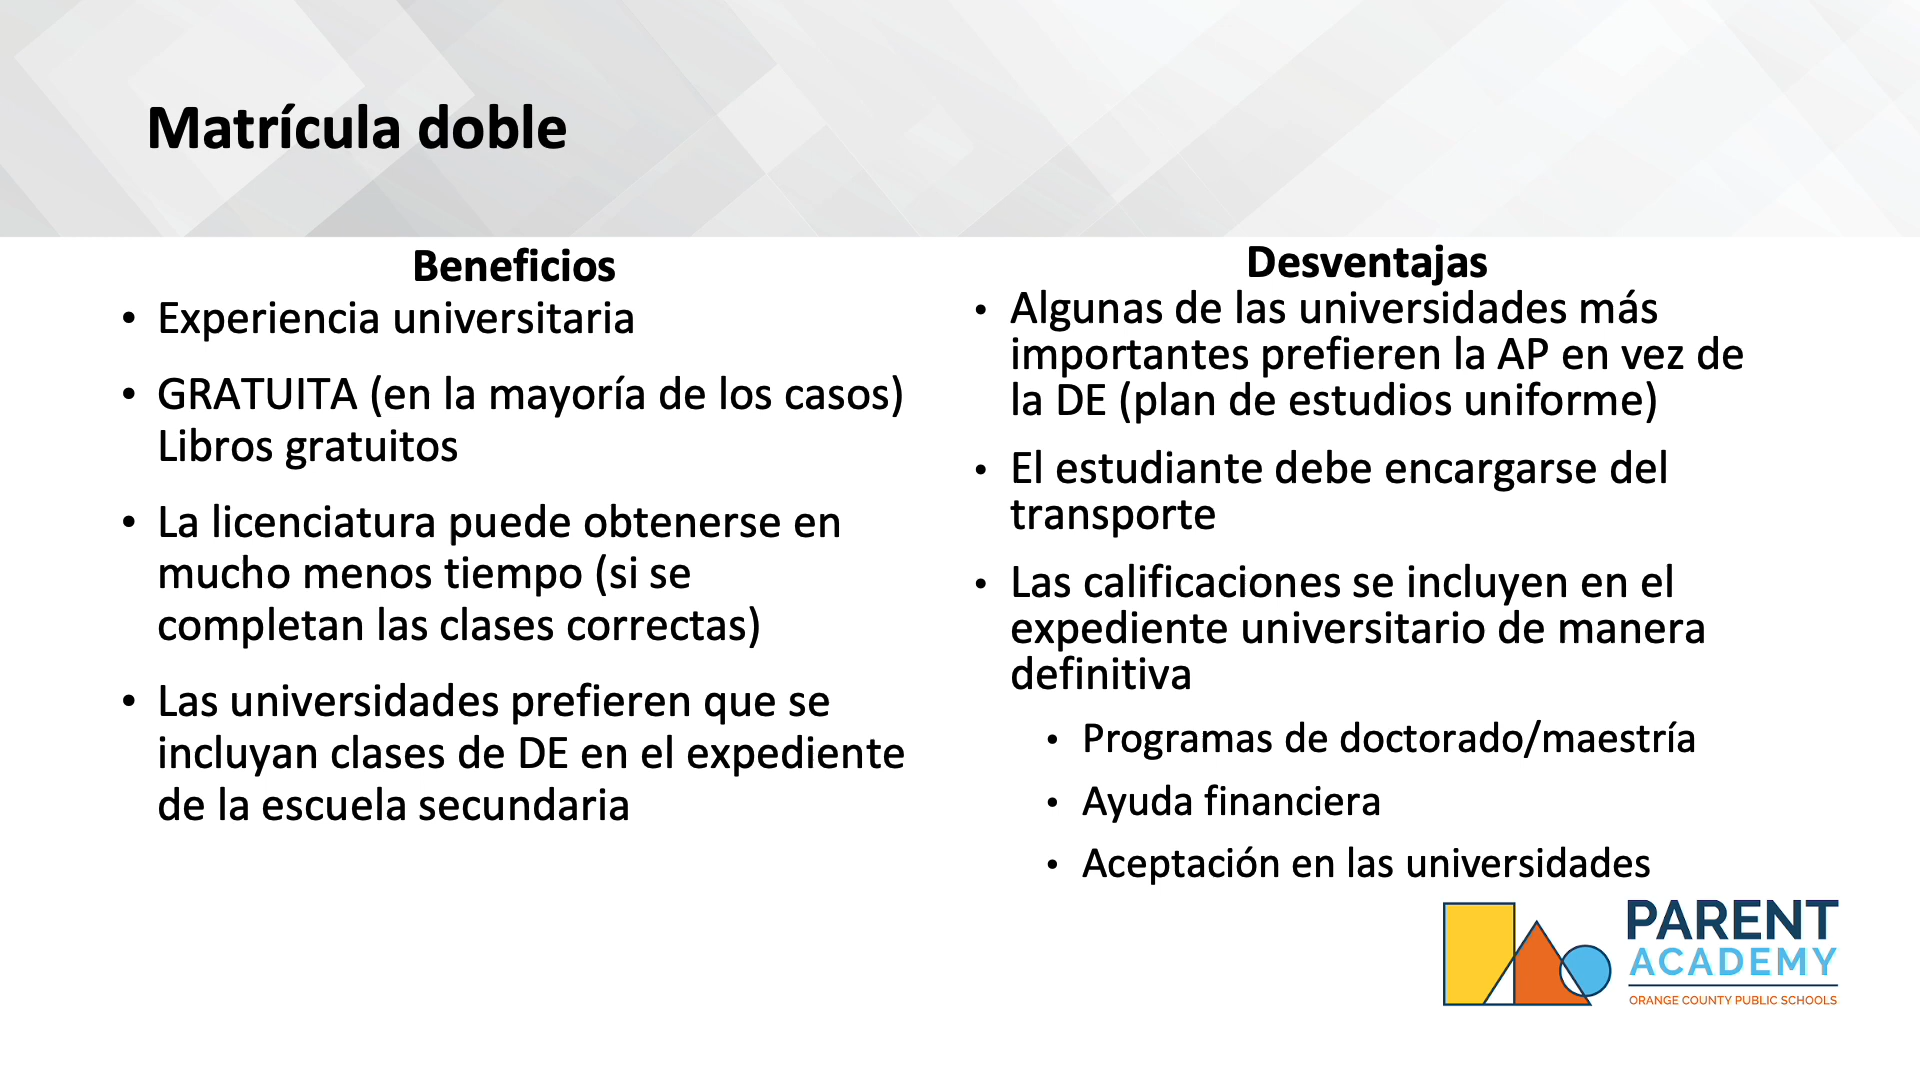 Matrícula doble
Beneficios
• Experiencia universitaria
• GRATUITA (en la mayoría de los casos)
Libros gratuitos
• La licenciatura puede obtenerse en
mucho menos tiempo (si se
completan las clases correctas)
• Las universidades prefieren que se
incluyan clases de DE en el expediente
de la escuela secundaria
Desventajas
• Algunas de las universidades más
importantes prefieren la AP en vez de
la DE (plan de estudios uniforme)
• El estudiante debe encargarse del
transporte
• Las calificaciones se incluyen en el
expediente universitario de manera
definitiva
• Programas de doctorado/maestría
• Ayuda financiera
• Aceptación en las universidades
PARENT
ACADEMY
ORANGE COUNTY PUBLIC SCHOOLS